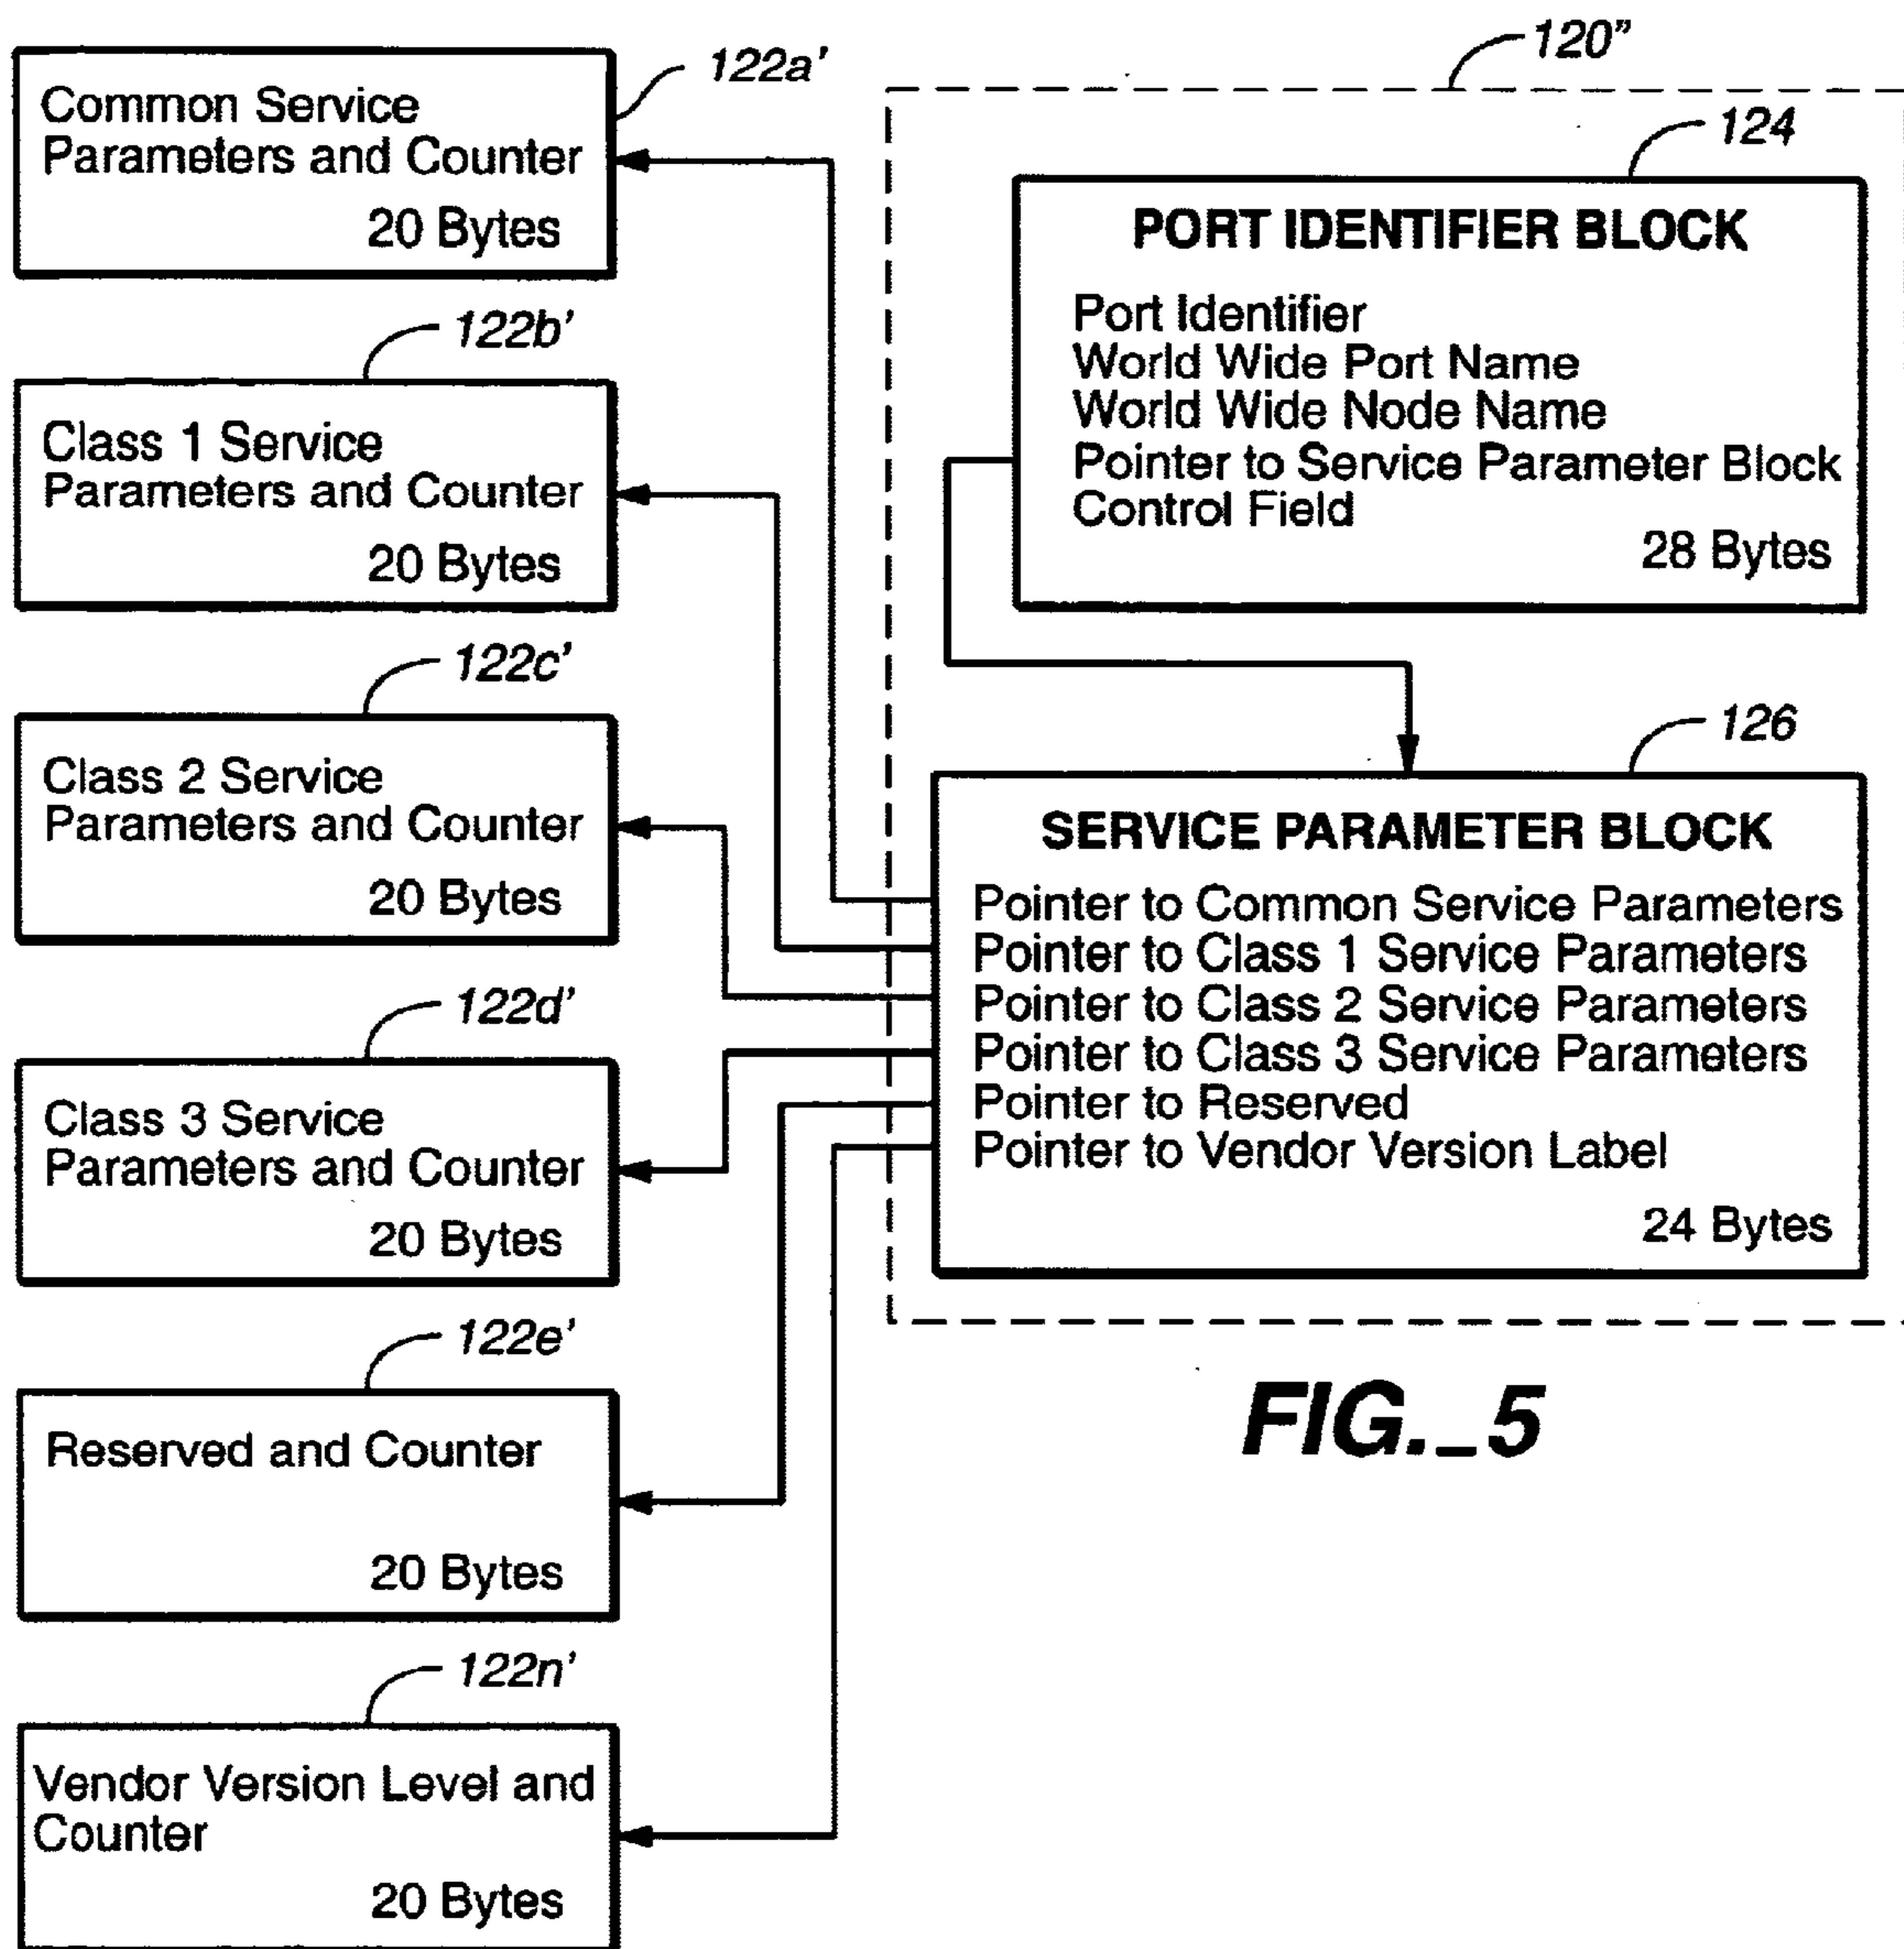 122a'
Common Service
Parameters and Counter
20 Bytes
122b'
Class 1 Service
Parameters and Counter
20 Bytes
122c'
Class 2 Service
Parameters and Counter
20 Bytes
122d'
Class 3 Service
Parameters and Counter
20 Bytes
122e'
Reserved and Counter
20 Bytes
122n'
Vendor Version Level and
Counter
20 Bytes
120"
124
PORT IDENTIFIER BLOCK
Port Identifier
World Wide Port Name
World Wide Node Name
Pointer to Service Parameter Block
Control Field
28 Bytes
126
SERVICE PARAMETER BLOCK
Pointer to Common Service Parameters
Pointer to Class 1 Service Parameters
Pointer to Class 2 Service Parameters
Pointer to Class 3 Service Parameters
Pointer to Reserved
Pointer to Vendor Version Label
24 Bytes
FIG._5